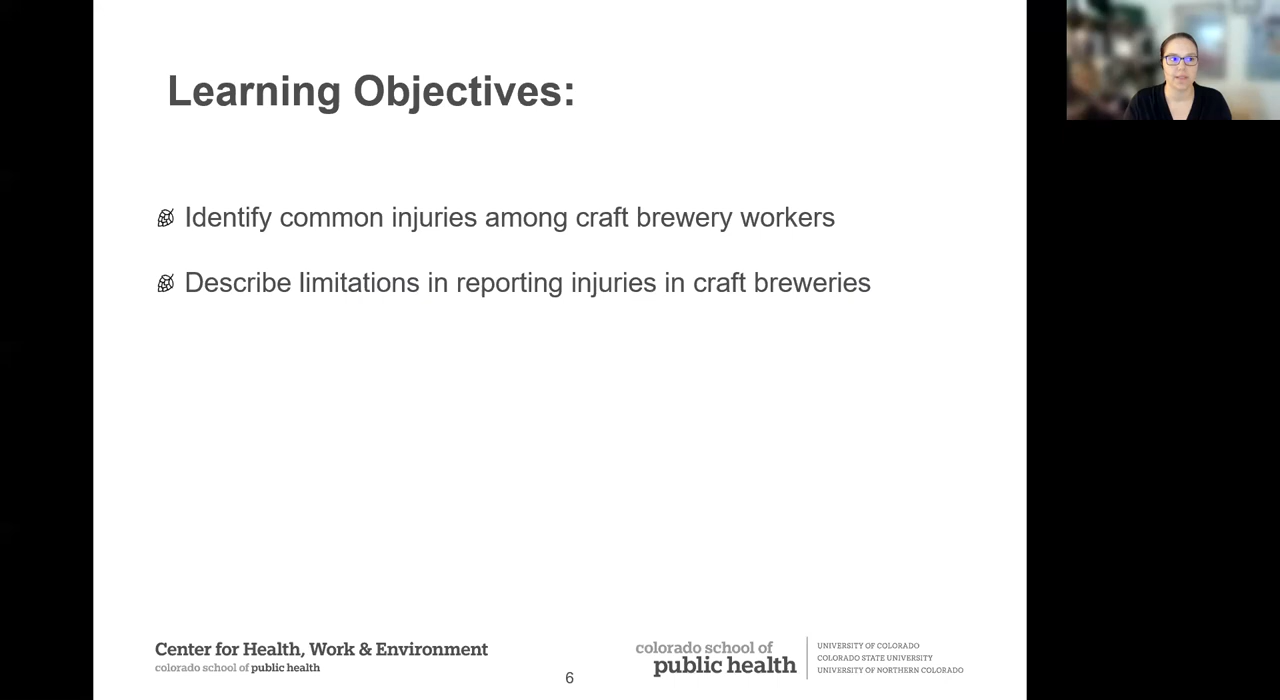 Learning Objectives:
Identify common injuries among craft brewery workers
Describe limitations in reporting injuries in craft breweries
Center for Health, Work & Environment
colorado school of public health
6
colorado school of
public health
UNIVERSITY OF COLORADO
COLORADO STATE UNIVERSITY
UNIVERSITY OF NORTHERN COLORADO